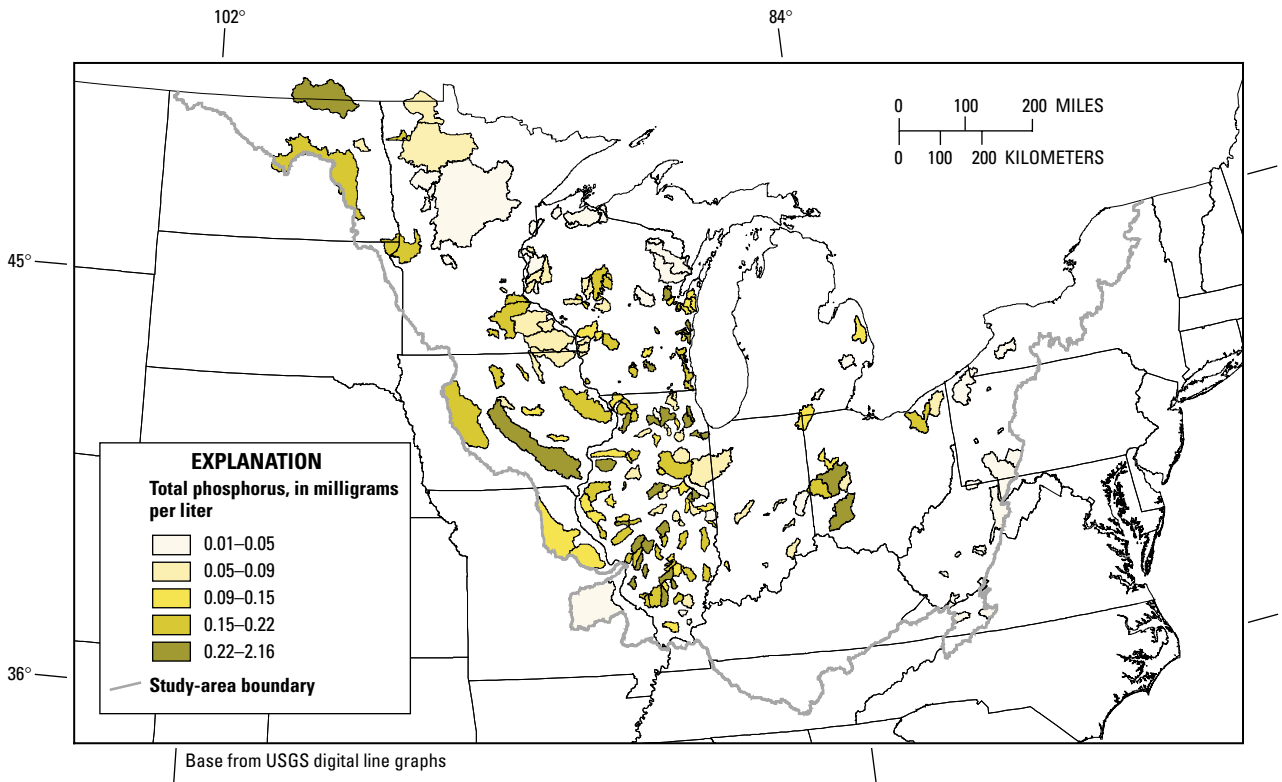 102°
84°
45°
36°
0 100 200 MILES
0 100 200 KILOMETERS
EXPLANATION
Total phosphorus, in milligrams
per liter
0.01–0.05
0.05–0.09
0.09–0.15
0.15–0.22
0.22–2.16
Study-area boundary
Base from USGS digital line graphs